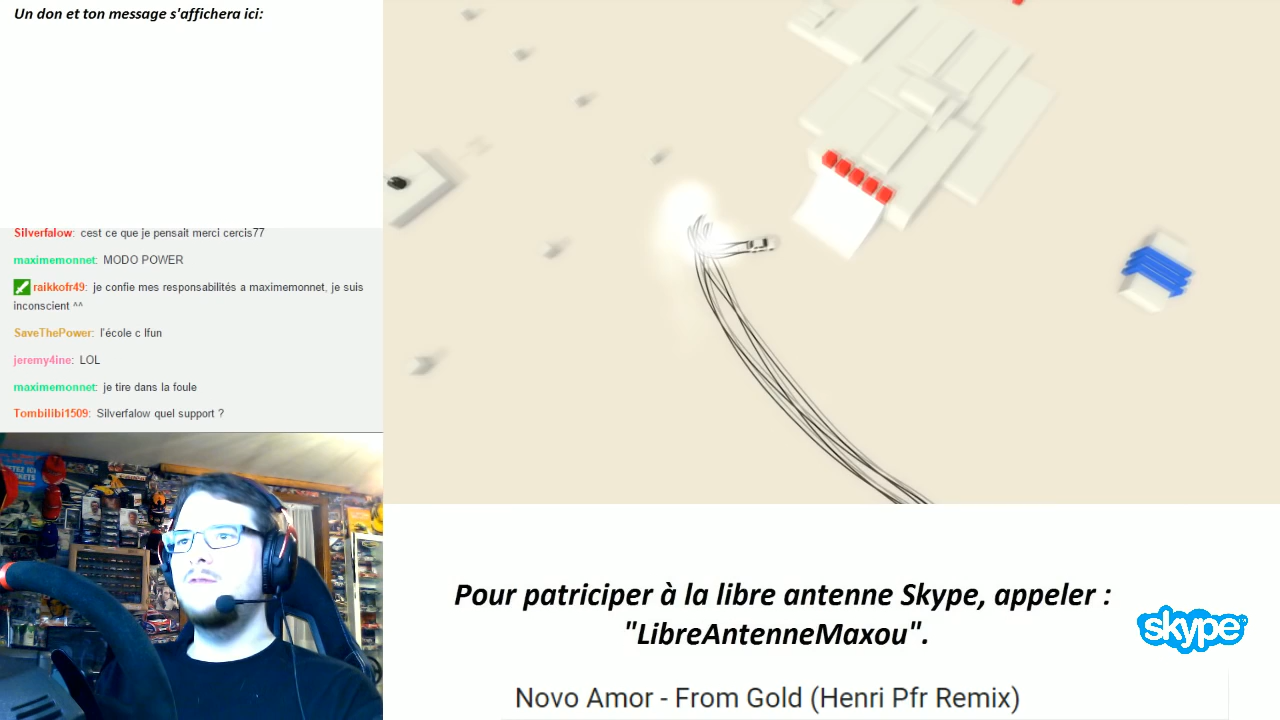 Un don et ton message s'affichera ici:
Silverfalow: cest ce que je pensait merci cercis77
maximemonnet: MODO POWER
raikkofr49: je confie mes responsabilités a maximemonnet, je suis
inconscient ^^
SaveThePower: l'école c lfun
jeremy4ine: LOL
maximemonnet: je tire dans la foule
Tombilibi1509: Silverfalow quel support ?
Pour patriciper à la libre antenne Skype, appeler :
"LibreAntenneMaxou".
skype
Novo Amor - From Gold (Henri Pfr Remix)